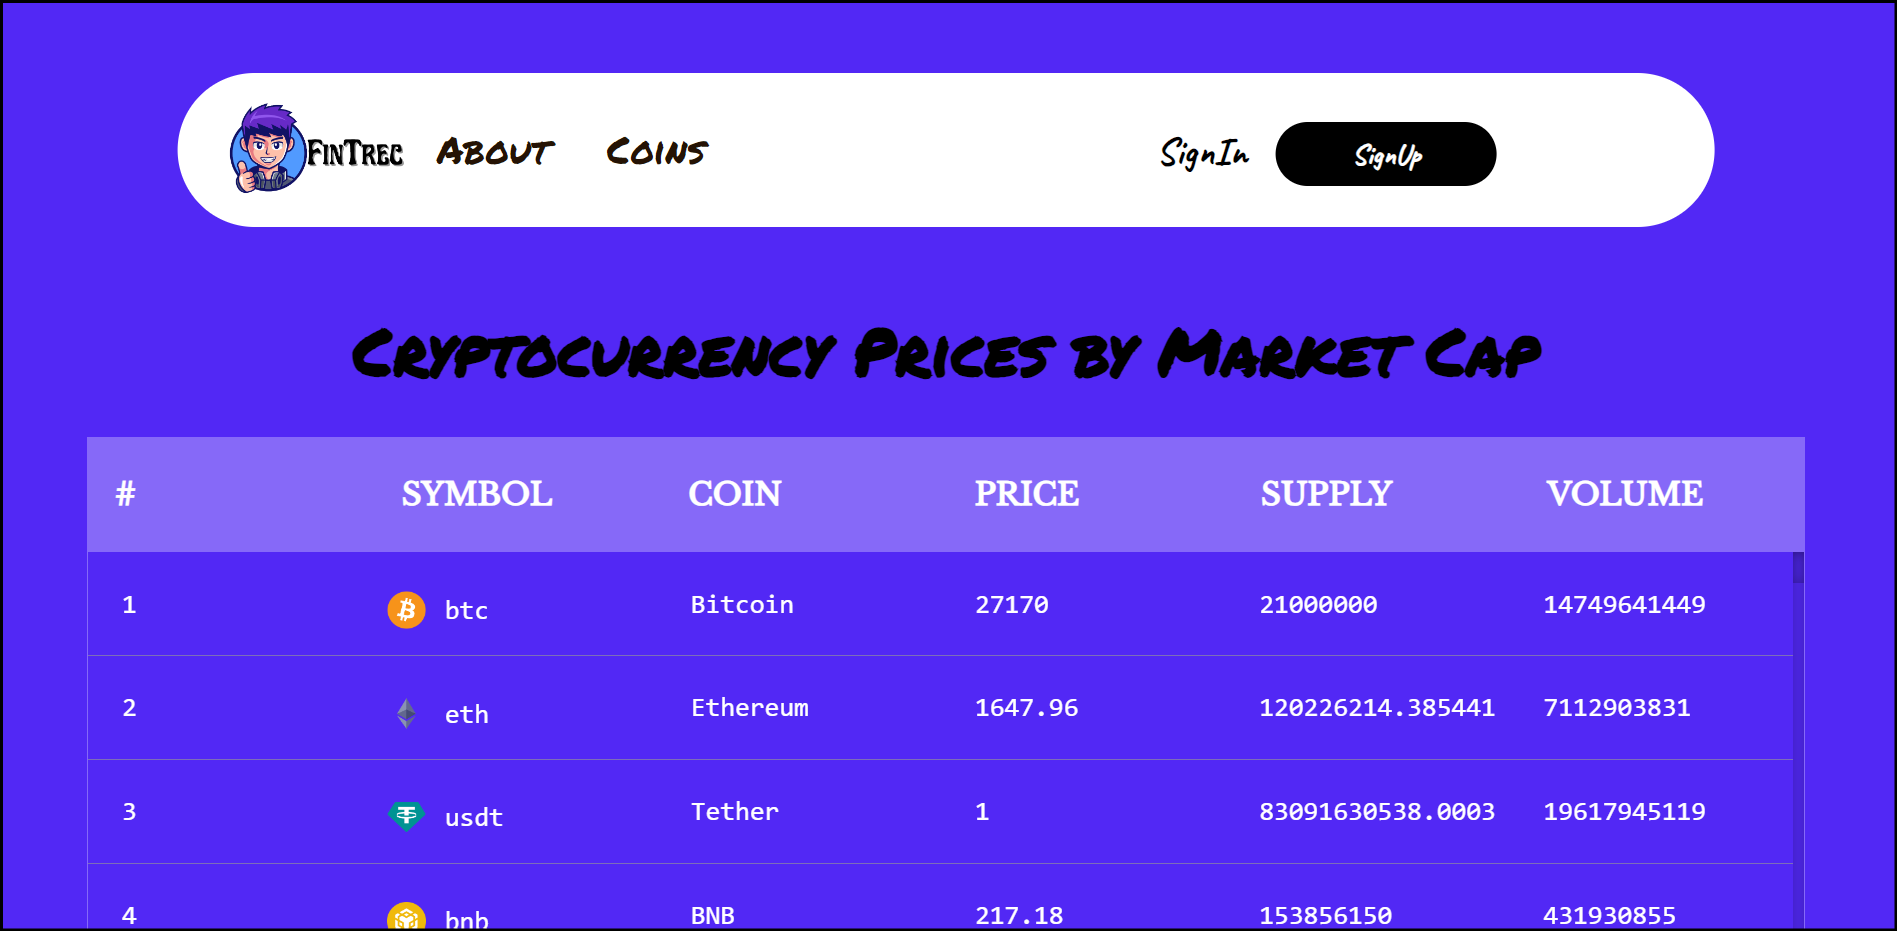 FinTrec About Coins SignIn SignUp
Cryptocurrency Prices by Market Cap
# SYMBOL COIN PRICE SUPPLY VOLUME
1 btc Bitcoin 27170 21000000 14749641449
2 eth Ethereum 1647.96 120226214.385441 7112903831
3 usdt Tether 1 83091630538.0003 19617945119
4 bnb BNB 217.18 153856150 431930855